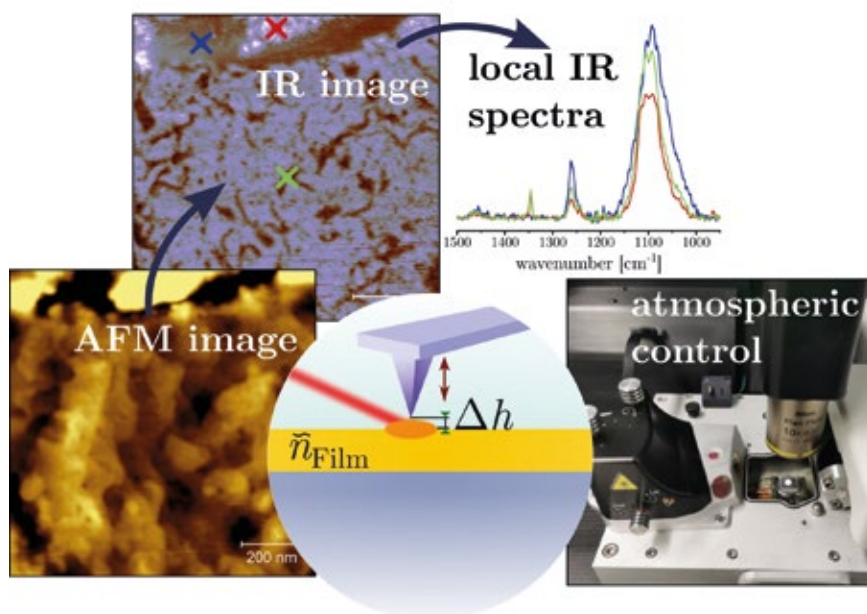 IR image
local IR
spectra
1500 1400 1300 1200 1100 1000
wavenumber [cm⁻¹]
AFM image
200 nm
Δh
ñFilm
atmospheric
control